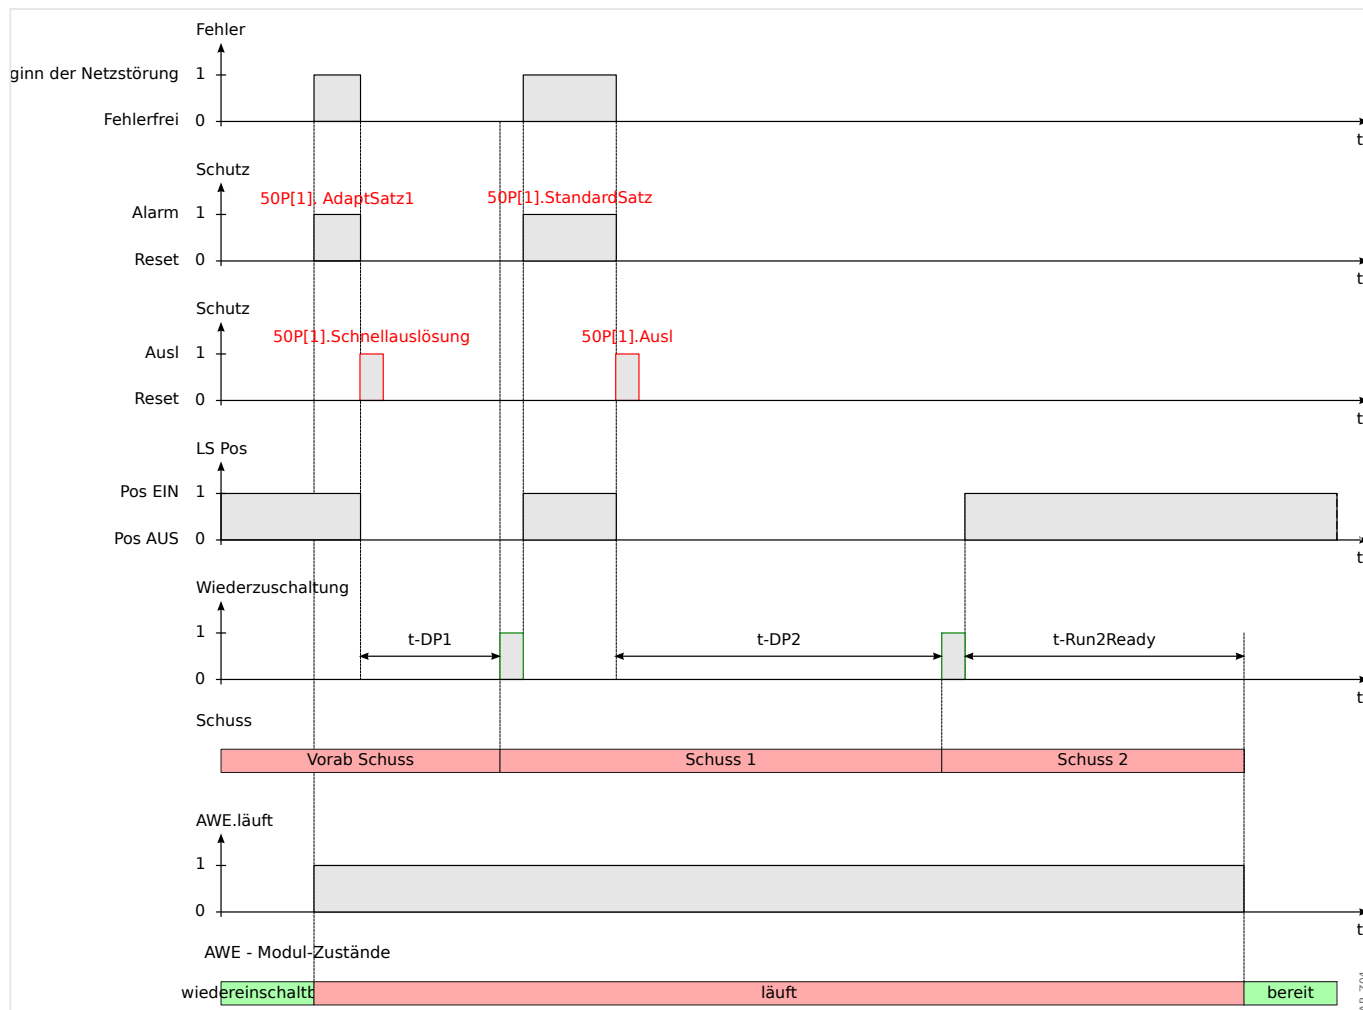 Fehler
ginn der Netzstörung 1
Fehlerfrei 0
t
Schutz
50P[1]. AdaptSatz1 50P[1].StandardSatz
Alarm 1
Reset 0
t
Schutz
50P[1].Schnellauslösung 50P[1].Ausl
Ausl 1
Reset 0
t
LS Pos
Pos EIN 1
Pos AUS 0
t
Wiederzuschaltung
1 t-DP1 t-DP2 t-Run2Ready
0
t
Schuss
Vorab Schuss Schuss 1 Schuss 2
AWE.läuft
1
0
t
AWE - Modul-Zustände
wiedereinschaltb läuft bereit